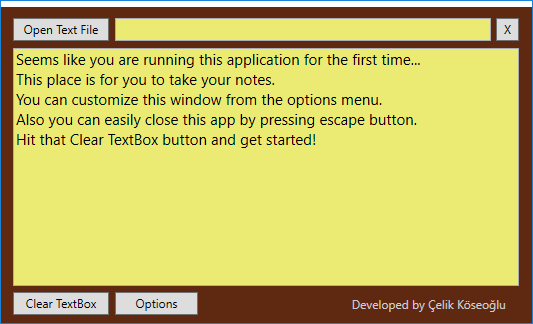 Open Text File
X
Seems like you are running this application for the first time...
This place is for you to take your notes.
You can customize this window from the options menu.
Also you can easily close this app by pressing escape button.
Hit that Clear TextBox button and get started!
Clear TextBox
Options
Developed by Çelik Köseoğlu